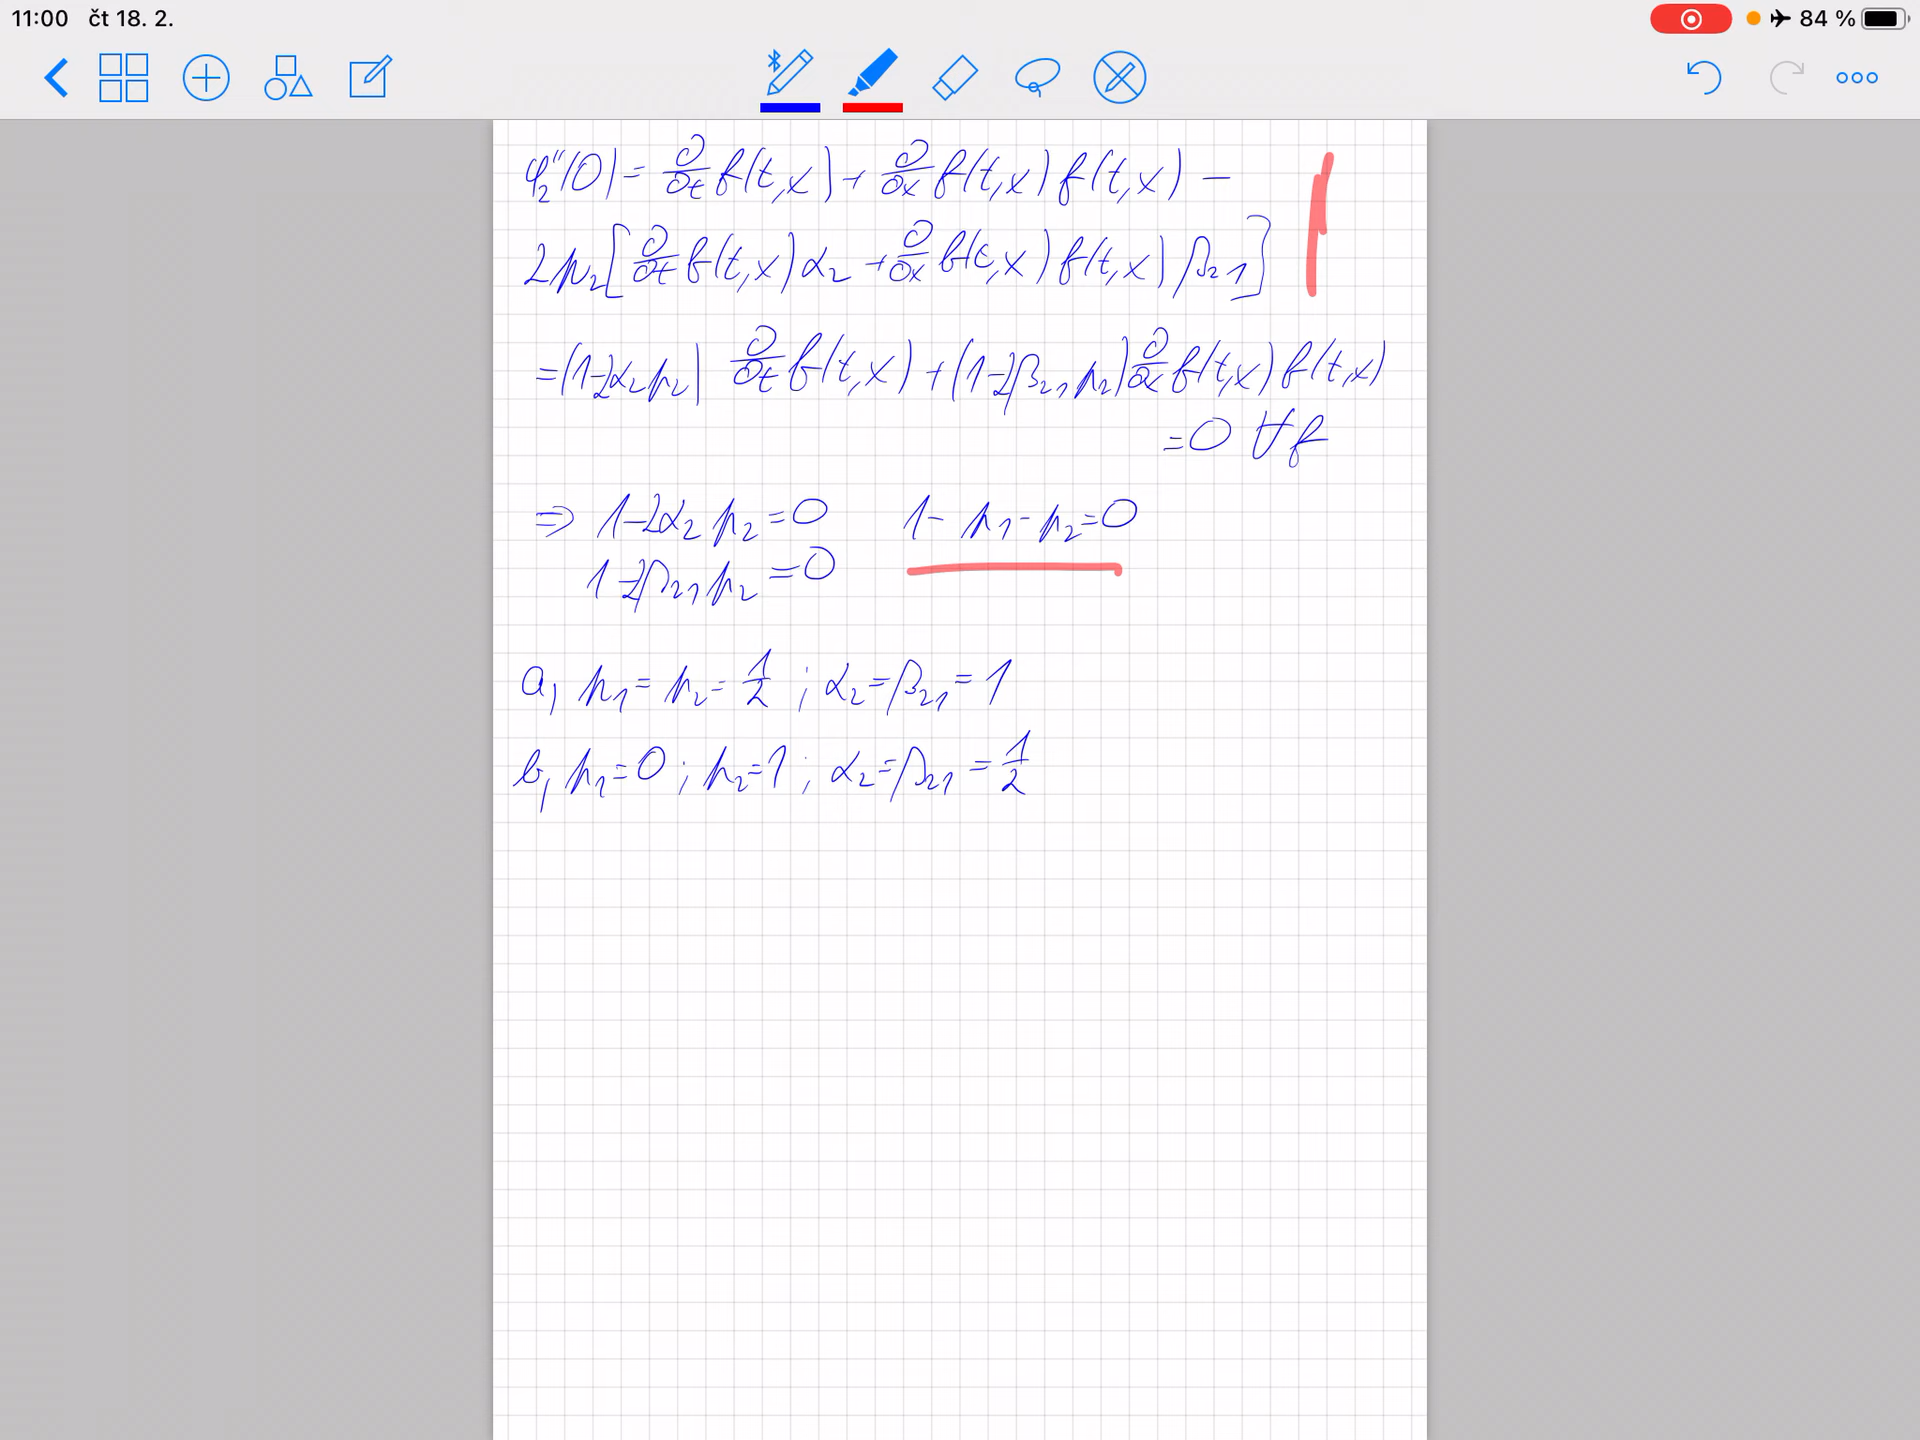 11:00 čt 18. 2. 84 %
φ₂''(0) = ∂/∂t f(t,x) + ∂/∂x f(t,x) f(t,x) −
2p₂[∂/∂t f(t,x) α₂ + ∂/∂x f(t,x) f(t,x) β₂₁]
= (1-2α₂p₂) ∂/∂t f(t,x) + (1-2β₂₁p₂) ∂/∂x f(t,x) f(t,x)
= 0 ∀f
⇒ 1-2α₂p₂ = 0 1 - p₁ - p₂ = 0
1-2β₂₁p₂ = 0
a) p₁ = p₂ = 1/2 ; α₂ = β₂₁ = 1
b) p₁ = 0 ; p₂ = 1 ; α₂ = β₂₁ = 1/2